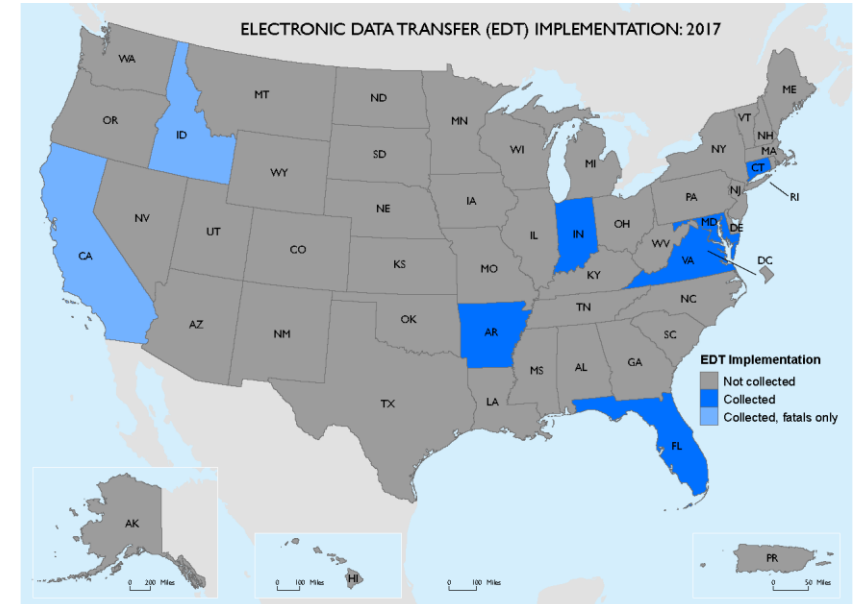 ELECTRONIC DATA TRANSFER (EDT) IMPLEMENTATION: 2017
WA
MT
ND
MN
ME
OR
ID
SD
WI
MI
VT
NH
NY
MA
CT
RI
WY
IA
NE
PA
NJ
NV
UT
CO
IL
IN
OH
MD
DE
WV
VA
DC
CA
KS
MO
KY
AZ
NM
OK
AR
TN
NC
SC
TX
LA
MS
AL
GA
FL
EDT Implementation
Not collected
Collected
Collected, fatals only
AK
0 200 Miles
HI
0 100 Miles
0 100 Miles
PR
0 50 Miles